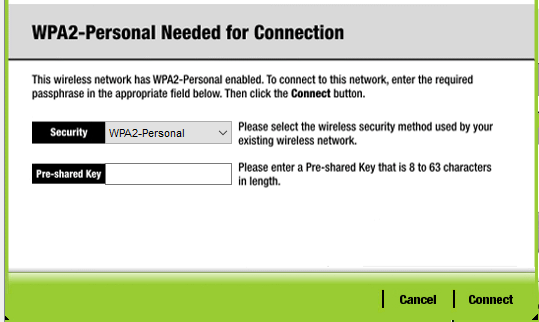 WPA2-Personal Needed for Connection
This wireless network has WPA2-Personal enabled. To connect to this network, enter the required
passphrase in the appropriate field below. Then click the Connect button.
Security WPA2-Personal Please select the wireless security method used by your
existing wireless network.
Pre-shared Key Please enter a Pre-shared Key that is 8 to 63 characters
in length.
Cancel Connect